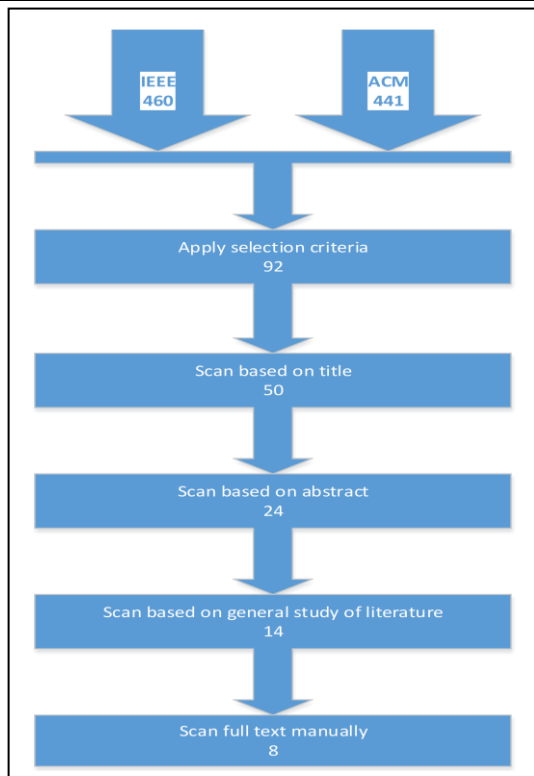 IEEE
460
ACM
441
Apply selection criteria
92
Scan based on title
50
Scan based on abstract
24
Scan based on general study of literature
14
Scan full text manually
8